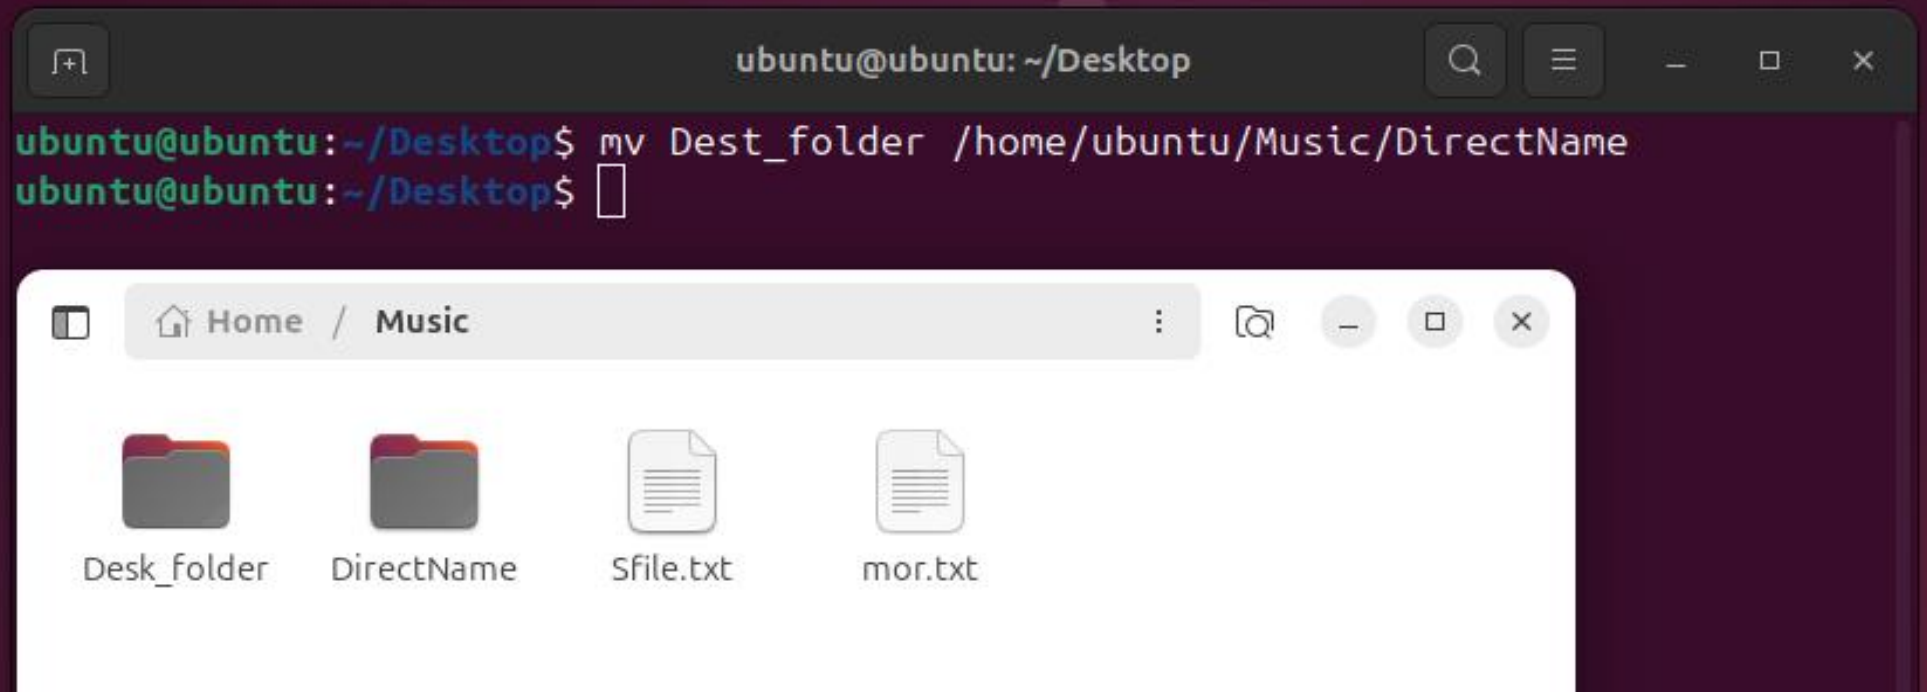 ubuntu@ubuntu: ~/Desktop
ubuntu@ubuntu:~/Desktop$ mv Dest_folder /home/ubuntu/Music/DirectName
ubuntu@ubuntu:~/Desktop$
Home / Music
Desk_folder DirectName Sfile.txt mor.txt